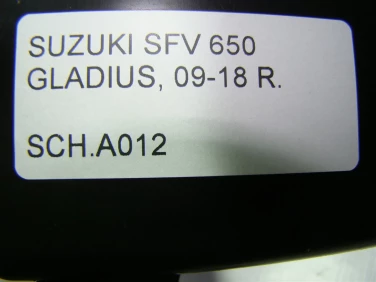 SUZUKI SFV 650
GLADIUS, 09-18 R.
SCH.A012